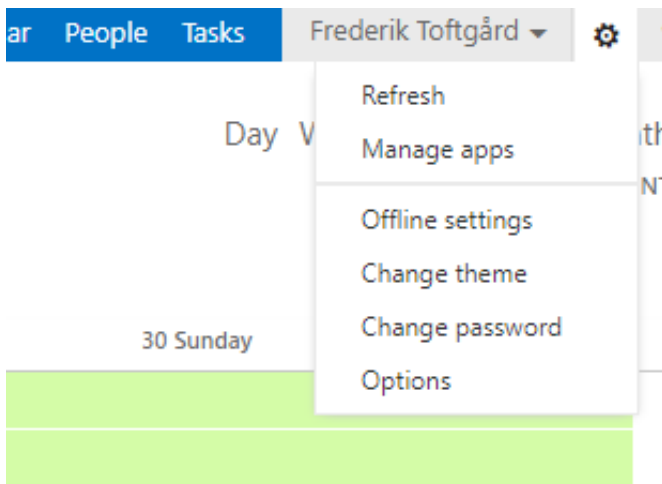 ar People Tasks Frederik Toftgård
Refresh
Day W
Manage apps
Offline settings
Change theme
30 Sunday
Change password
Options